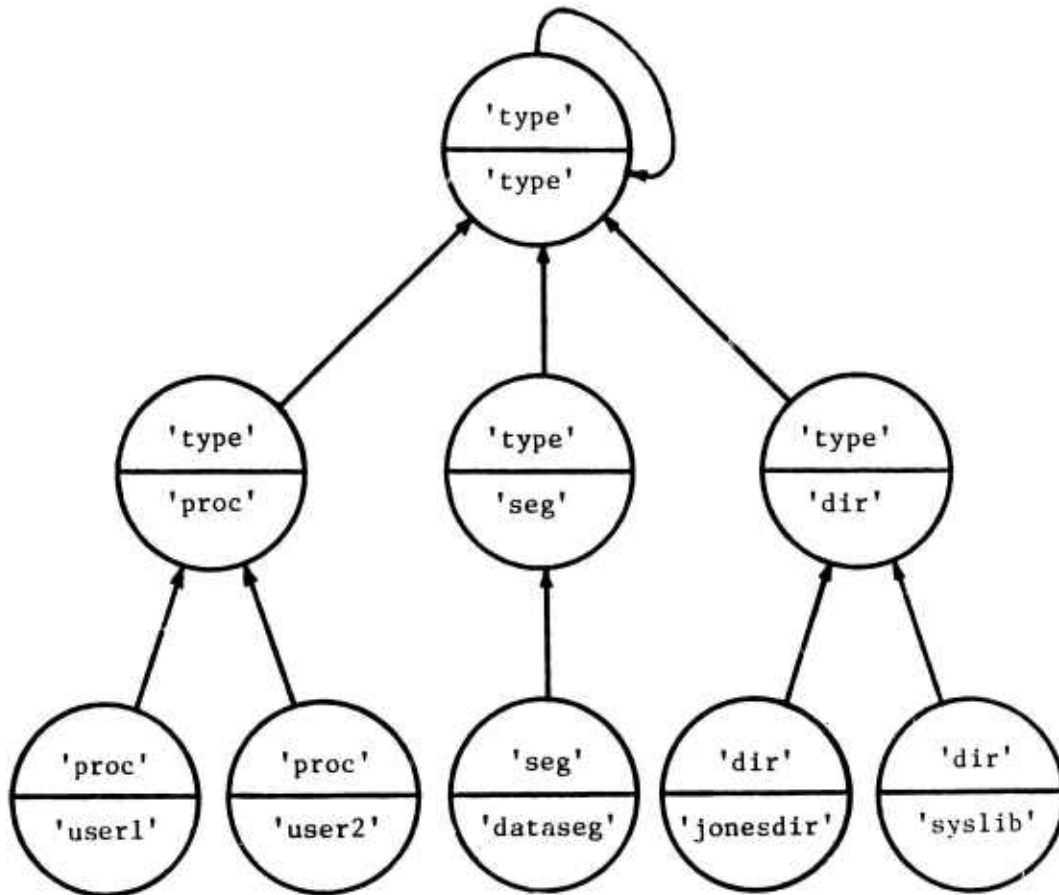 'type'
'type'
'type' 'type' 'type'
'proc' 'seg' 'dir'
'proc' 'proc' 'seg' 'dir' 'dir'
'user1' 'user2' 'dataseg' 'jonesdir' 'syslib'